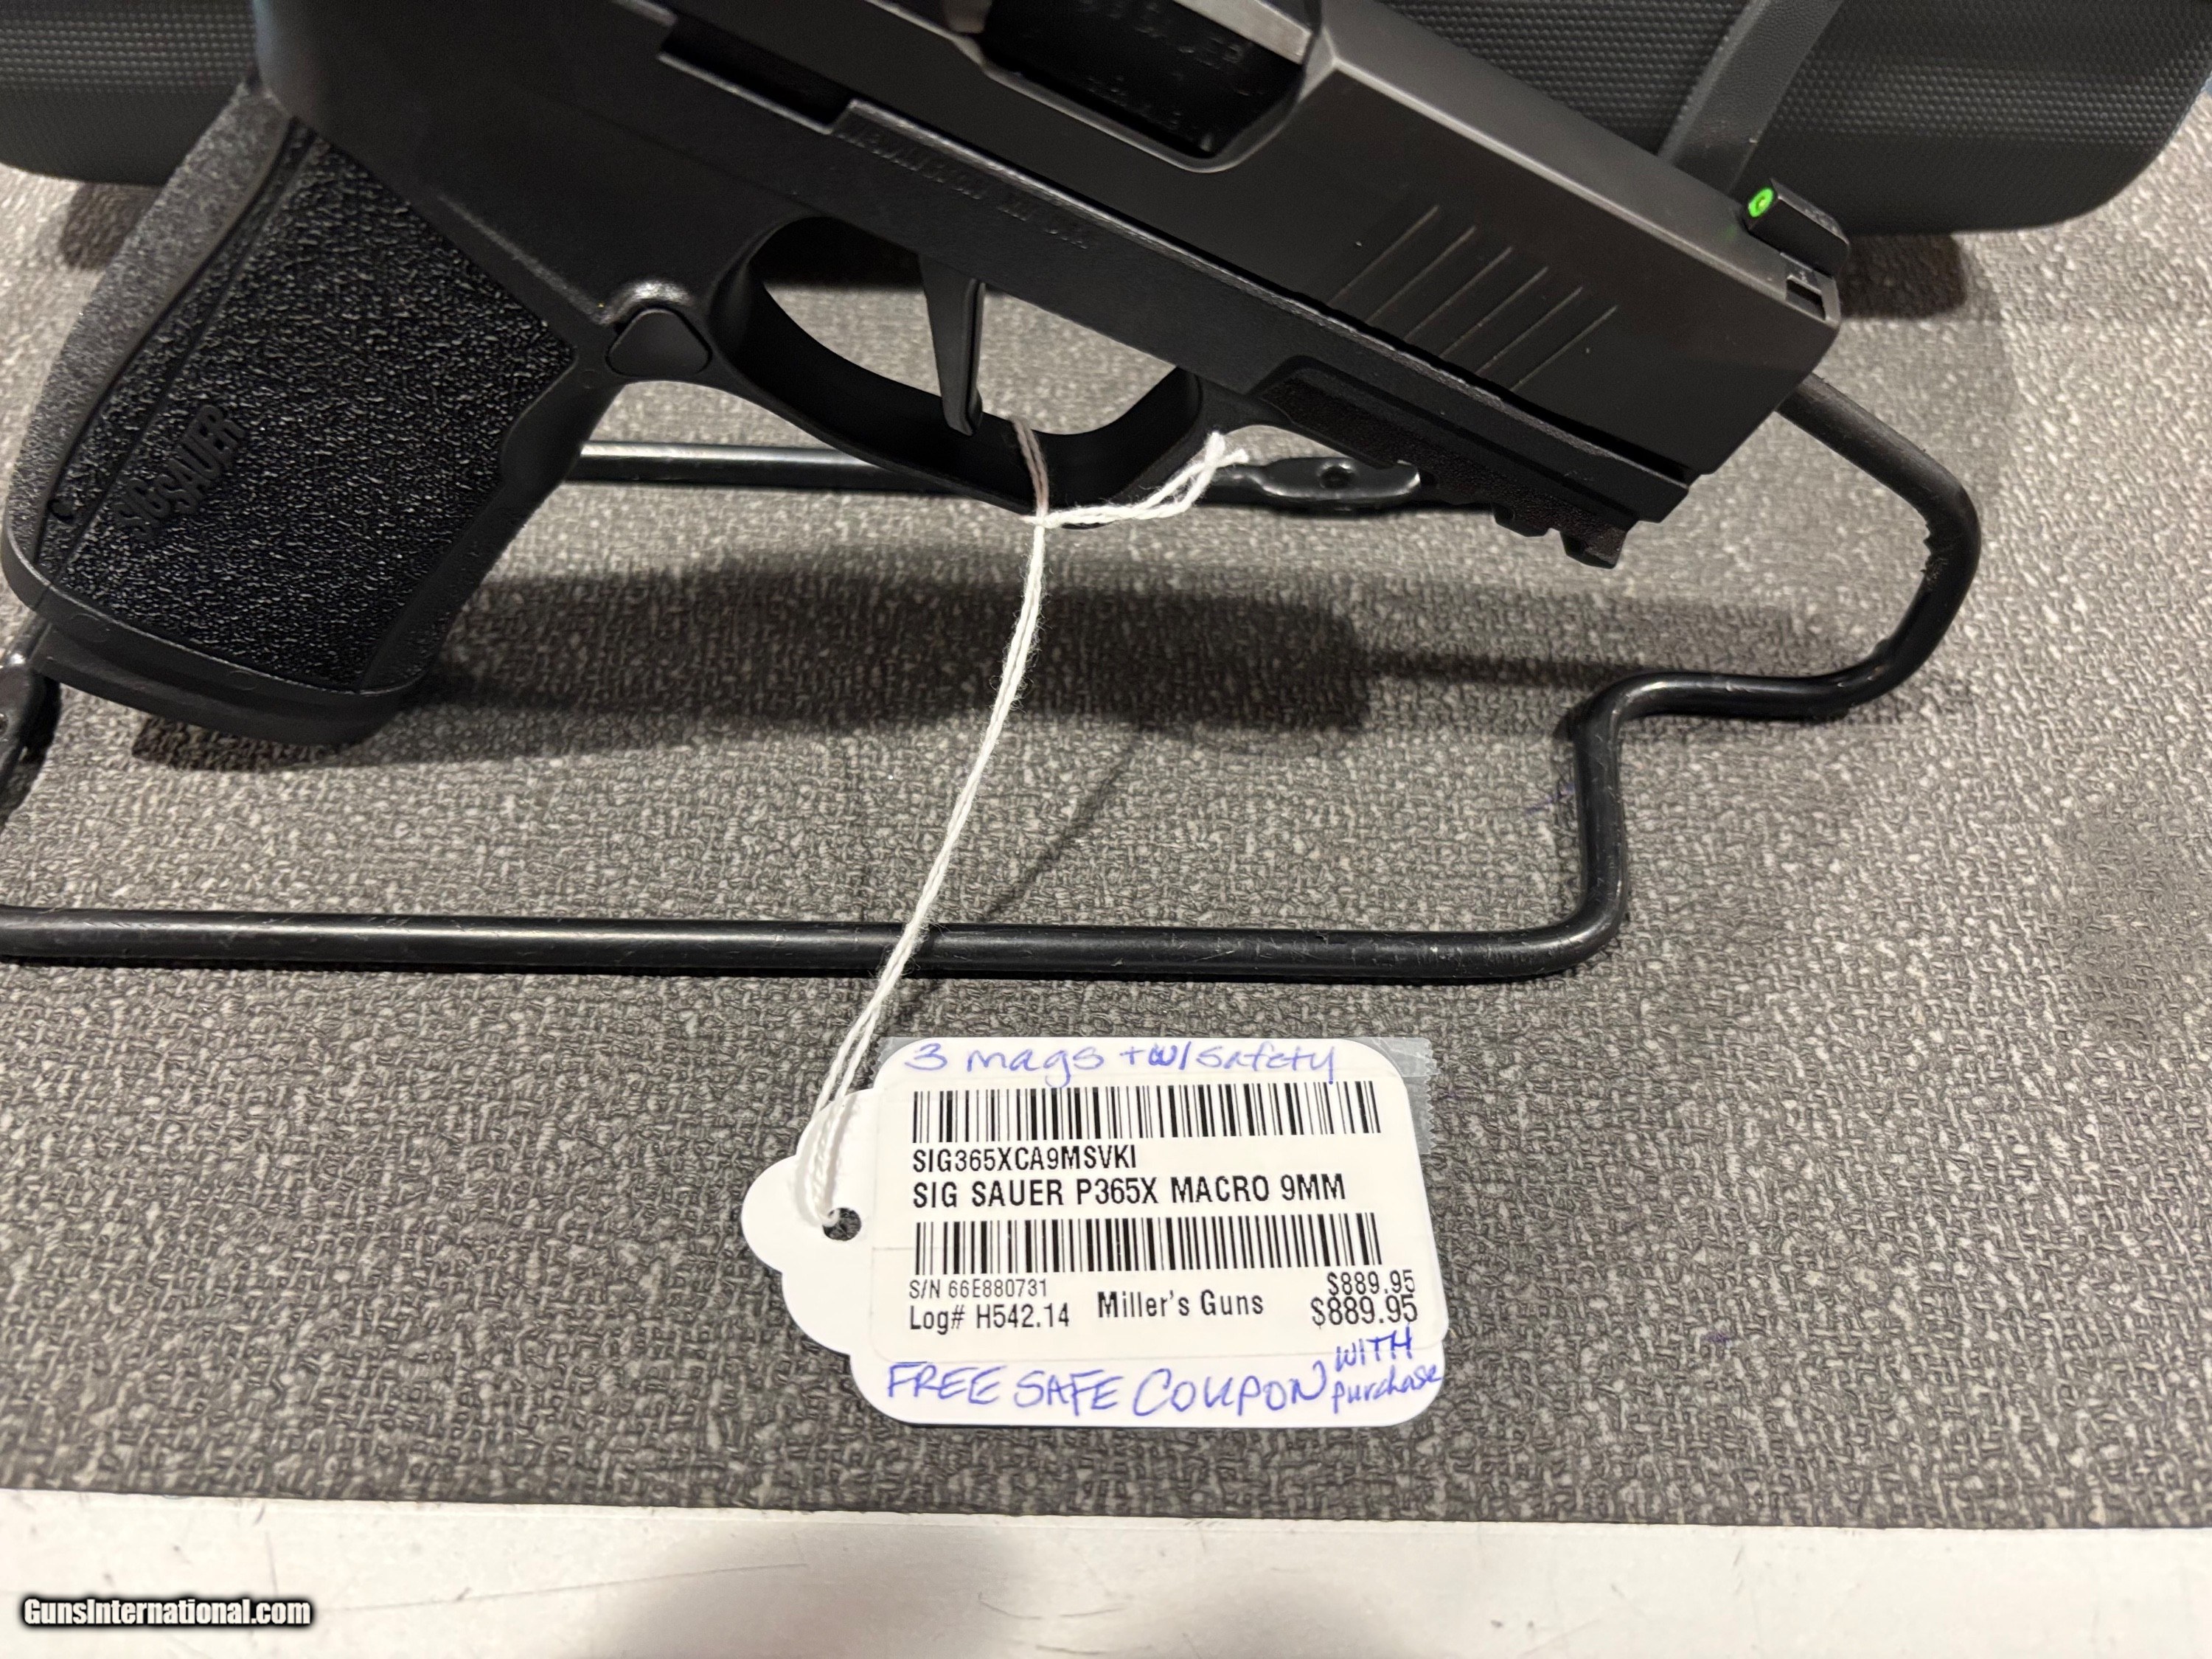 SIG SAUER
3 mags + w/ safety
SIG365XCA9MSVKI
SIG SAUER P365X MACRO 9MM
S/N 66E880731
$889.95
Log# H542.14 Miller's Guns $889.95
FREE SAFE COUPON WITH purchase
GunsInternational.com